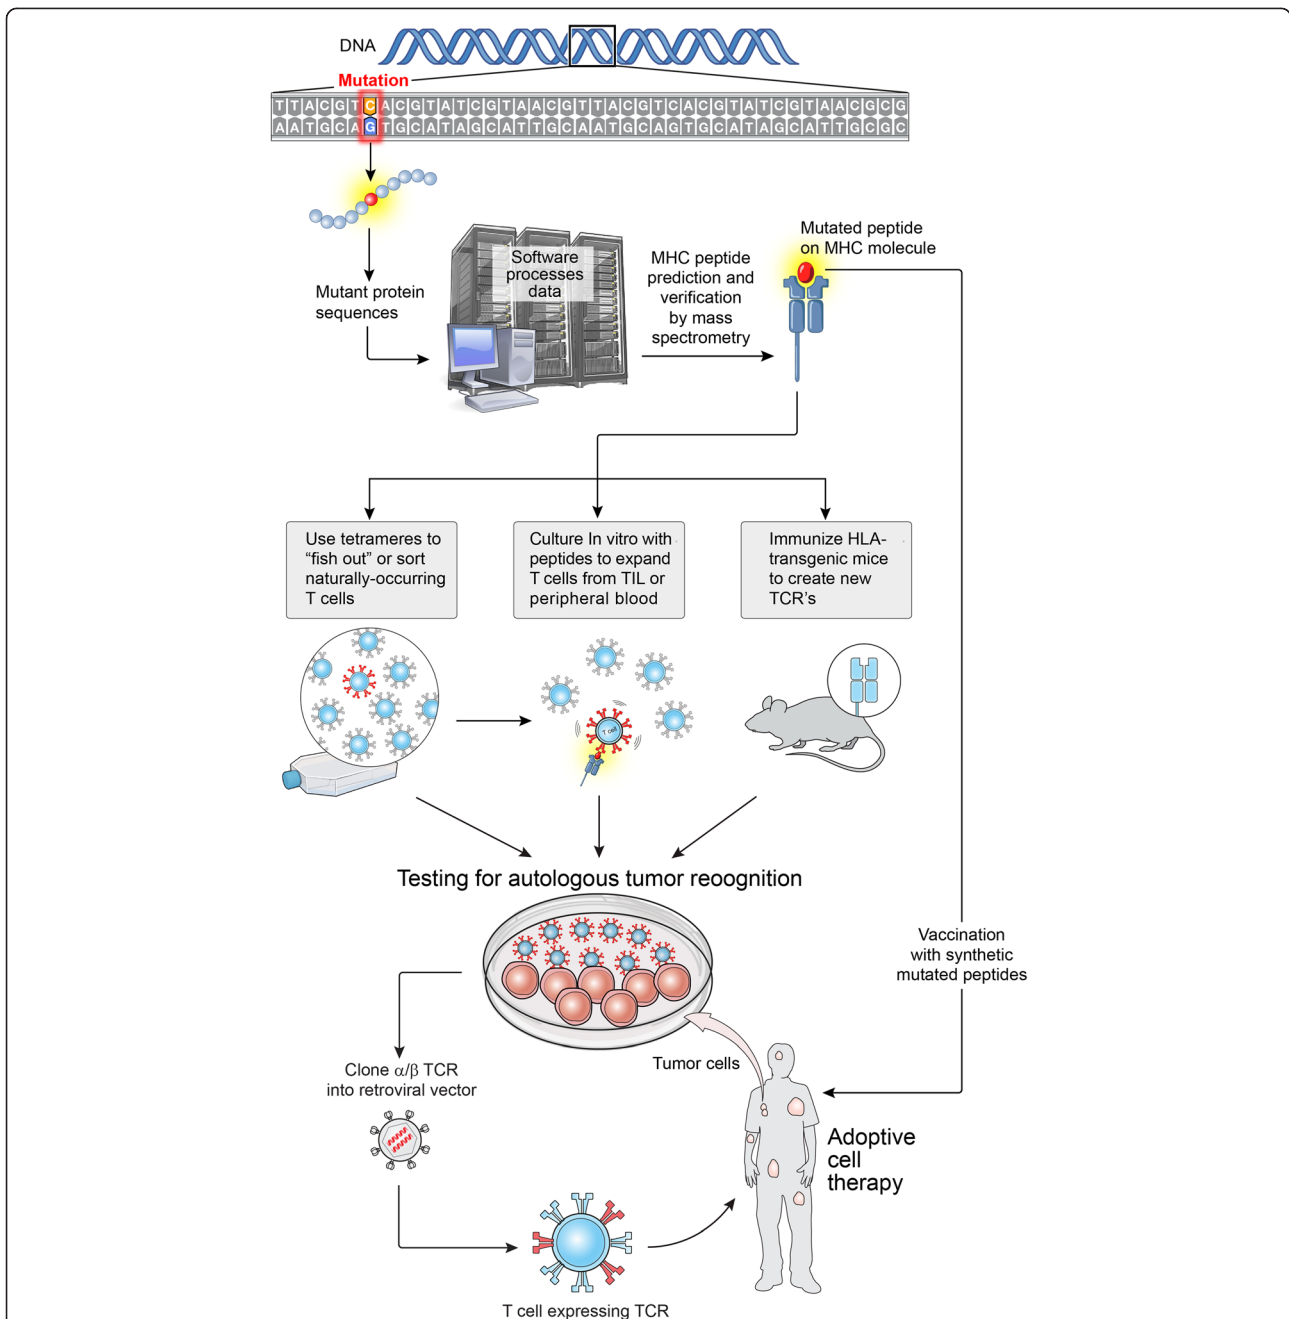 DNA
Mutation
TTACGTCACGTATCGTAACGTTACGTCACGTATCGTAACGCG
AATGCAGTGCATAGCATTGCAATGCAGTGCATAGCATTGCGC
Mutant protein
sequences
Software
processes
data
MHC peptide
prediction and
verification
by mass
spectrometry
Mutated peptide
on MHC molecule
Use tetrameres to
“fish out” or sort
naturally-occurring
T cells
Culture In vitro with
peptides to expand
T cells from TIL or
peripheral blood
Immunize HLA-
transgenic mice
to create new
TCR’s
T cell
Testing for autologous tumor reoognition
Vaccination
with synthetic
mutated peptides
Tumor cells
Clone α/β TCR
into retroviral vector
Adoptive
cell
therapy
T cell expressing TCR